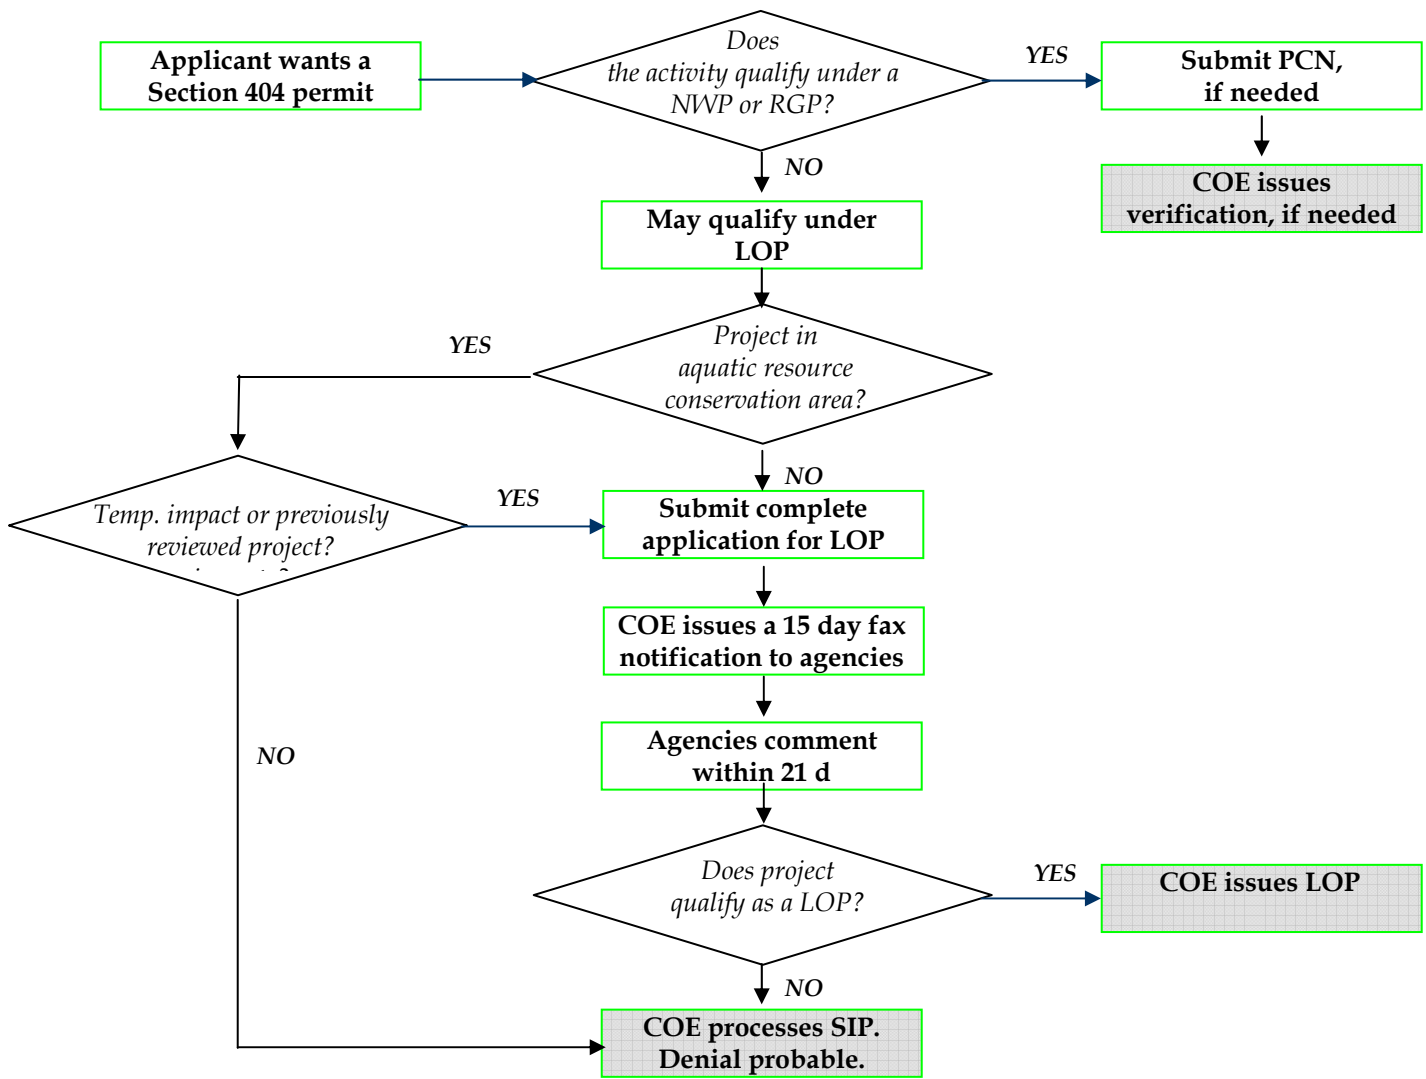 Applicant wants a
Section 404 permit
Does
the activity qualify under a
NWP or RGP?
YES
Submit PCN,
if needed
COE issues
verification, if needed
NO
May qualify under
LOP
Project in
aquatic resource
conservation area?
YES
NO
Temp. impact or previously
reviewed project?
YES
Submit complete
application for LOP
COE issues a 15 day fax
notification to agencies
Agencies comment
within 21 d
NO
Does project
qualify as a LOP?
YES
COE issues LOP
NO
COE processes SIP.
Denial probable.